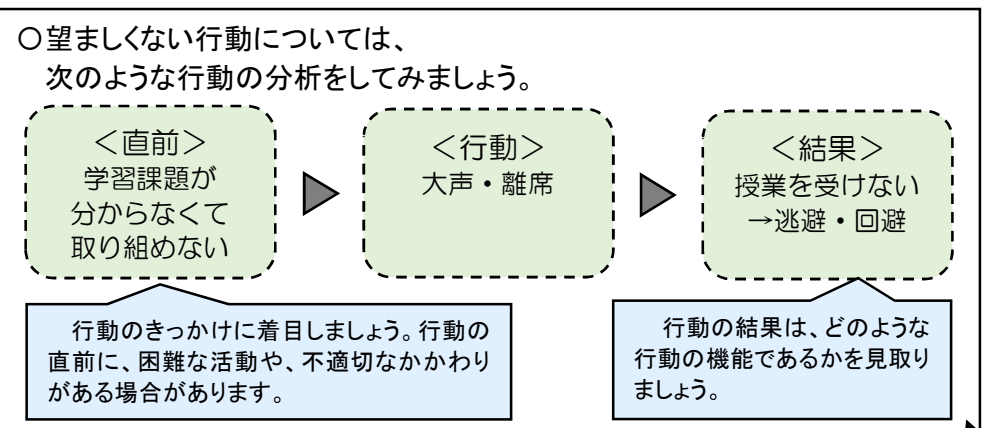 〇望ましくない行動については、
次のような行動の分析をしてみましょう。
＜直前＞
学習課題が
分からなくて
取り組めない
＜行動＞
大声・離席
＜結果＞
授業を受けない
→逃避・回避
行動のきっかけに着目しましょう。行動の
直前に、困難な活動や、不適切なかかわり
がある場合があります。
行動の結果は、どのような
行動の機能であるかを見取り
ましょう。